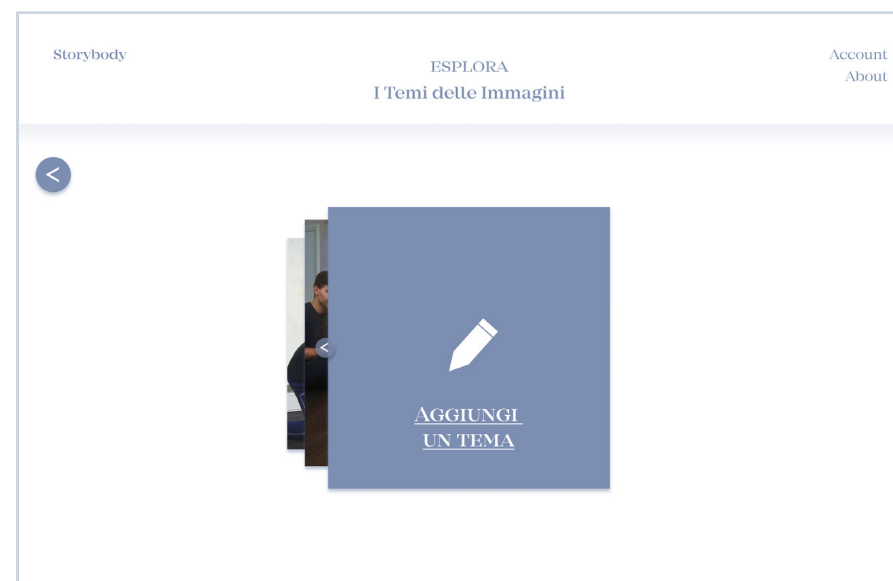 Storybody
ESPLORA
I Temi delle Immagini
Account
About
<
<
AGGIUNGI
UN TEMA